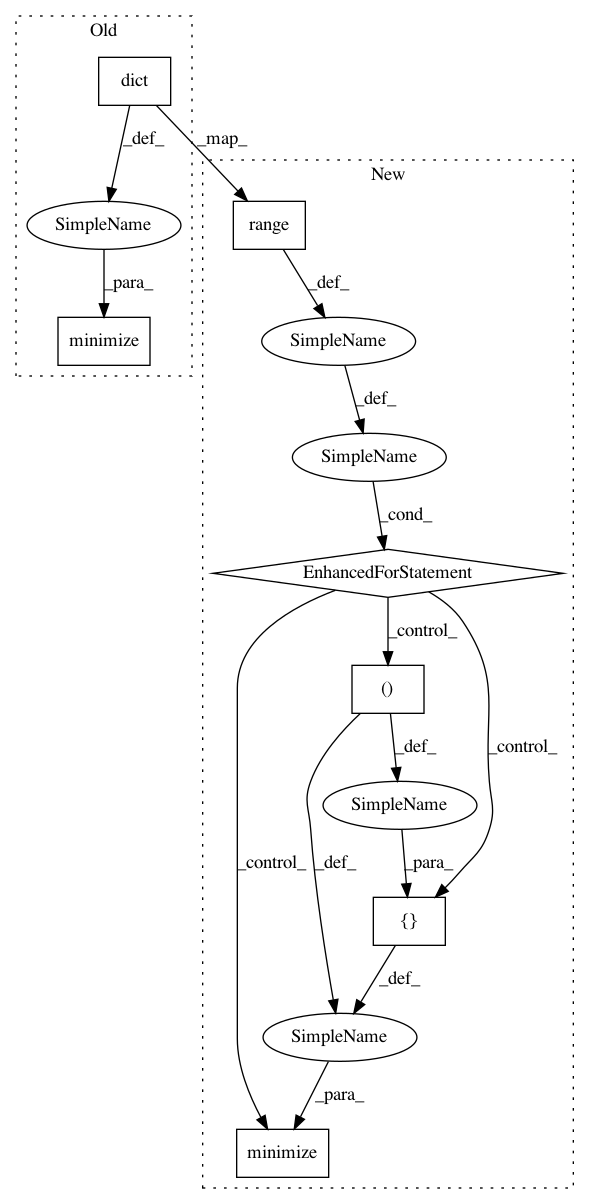 Old
dict
_def_
_map_
New
SimpleName
range
_para_
_def_
minimize
SimpleName
_def_
SimpleName
_cond_
EnhancedForStatement
_control_
()
_def_
_control_
SimpleName
_control_
_def_
_para_
{}
_def_
SimpleName
_para_
minimize